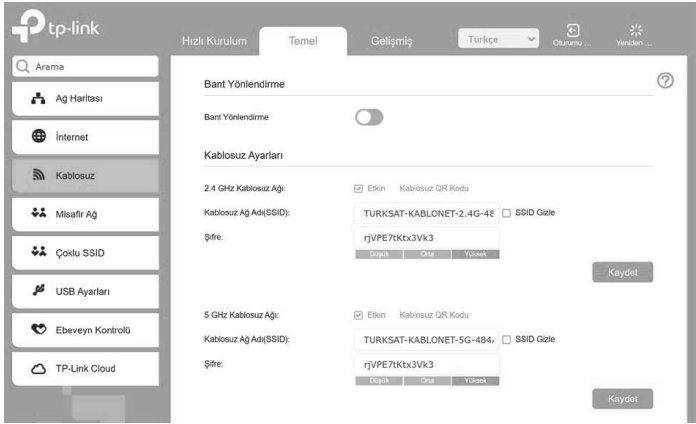 tp-link
Hızlı Kurulum
Temel
Gelişmiş
Türkçe
Oturumu ...
Yeniden ...
Arama
Ağ Haritası
İnternet
Kablosuz
Misafir Ağ
Çoklu SSID
USB Ayarları
Ebeveyn Kontrolü
TP-Link Cloud
Bant Yönlendirme
Bant Yönlendirme
Kablosuz Ayarları
2.4 GHz Kablosuz Ağı: Etkin Kablosuz QR Kodu
Kablosuz Ağ Adı(SSID): TURKSAT-KABLONET-2.4G-48 SSID Gizle
Şifre: rjVPE7tKtx3Vk3
Düşük Orta Yüksek
Kaydet
5 GHz Kablosuz Ağı: Etkin Kablosuz QR Kodu
Kablosuz Ağ Adı(SSID): TURKSAT-KABLONET-5G-484 SSID Gizle
Şifre: rjVPE7tKtx3Vk3
Düşük Orta Yüksek
Kaydet